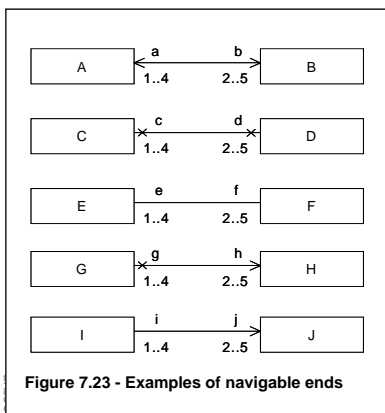 a b
A B
1..4 2..5
c d
C D
1..4 2..5
e f
E F
1..4 2..5
g h
G H
1..4 2..5
i j
I J
1..4 2..5
Figure 7.23 - Examples of navigable ends